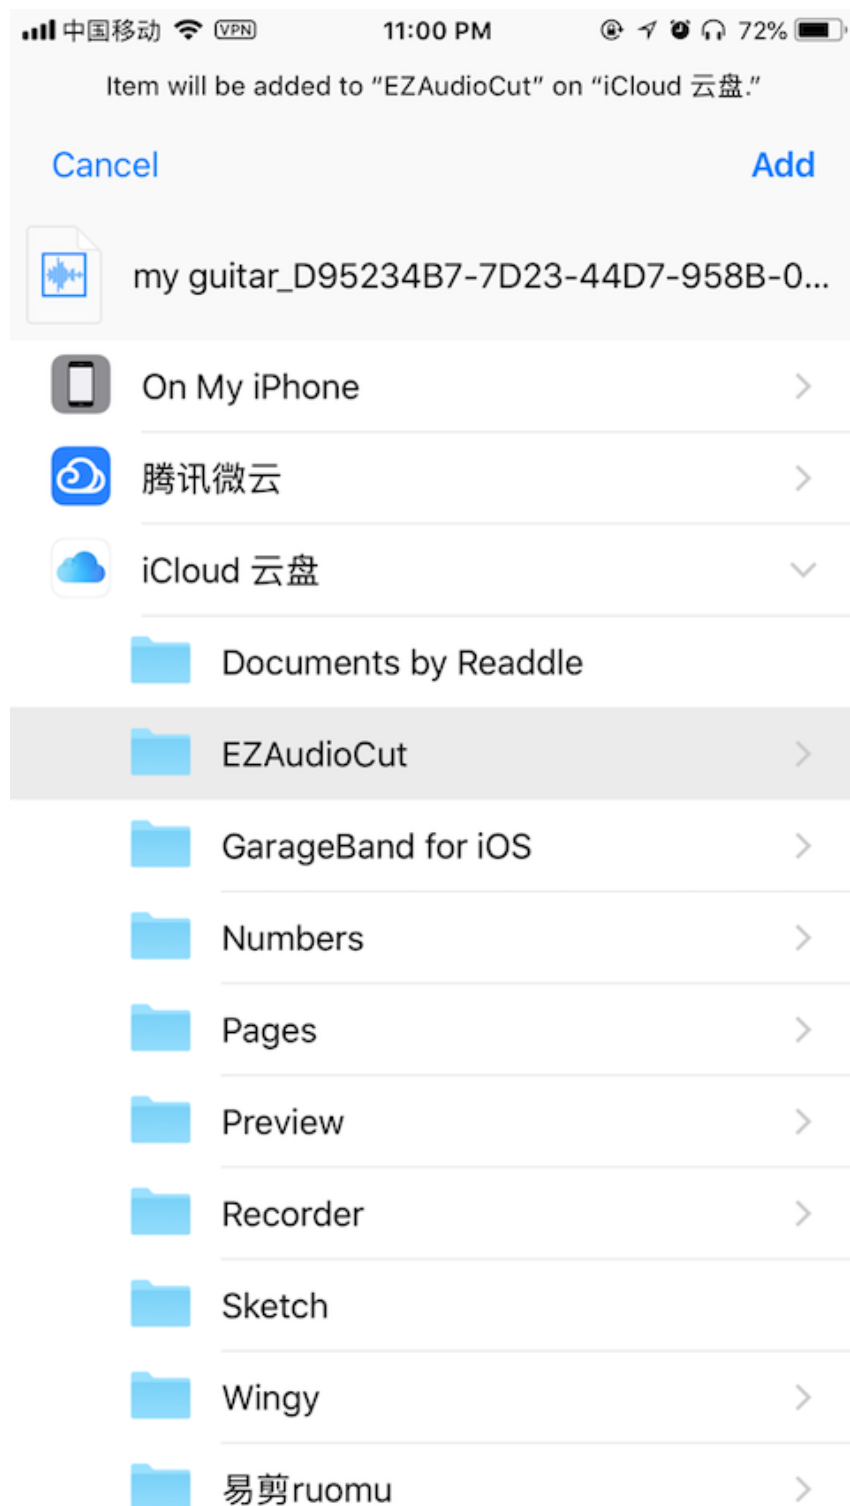 中国移动 VPN 11:00 PM 72%
Item will be added to “EZAudioCut” on “iCloud 云盘.”
Cancel Add
my guitar_D95234B7-7D23-44D7-958B-0...
On My iPhone
腾讯微云
iCloud 云盘
Documents by Readdle
EZAudioCut
GarageBand for iOS
Numbers
Pages
Preview
Recorder
Sketch
Wingy
易剪ruomu